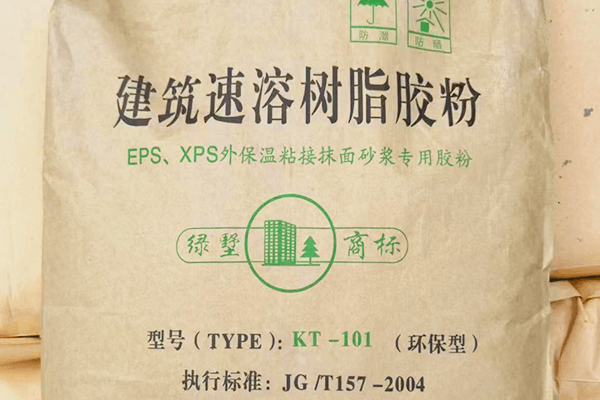 防潮 防晒
建筑速溶树脂胶粉
EPS、XPS外保温粘接抹面砂浆专用胶粉
绿墅 商标
型号（TYPE）：KT-101（环保型）
执行标准：JG/T157-2004